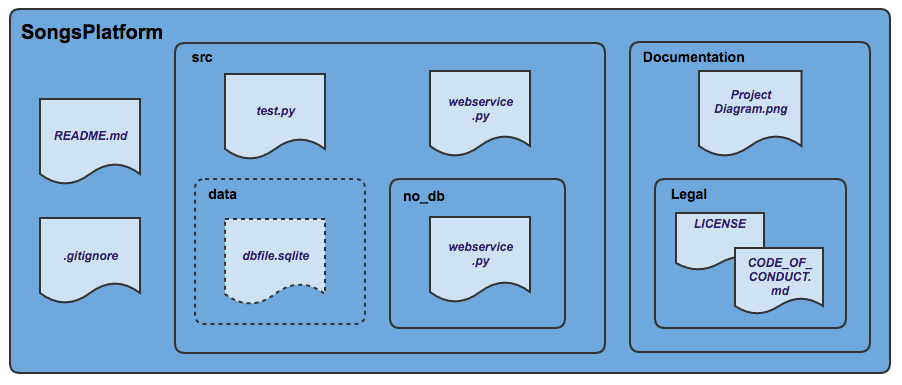 SongsPlatform
README.md
.gitignore
src
test.py
webservice
.py
data
dbfile.sqlite
no_db
webservice
.py
Documentation
Project
Diagram.png
Legal
LICENSE
CODE_OF_
CONDUCT.
md